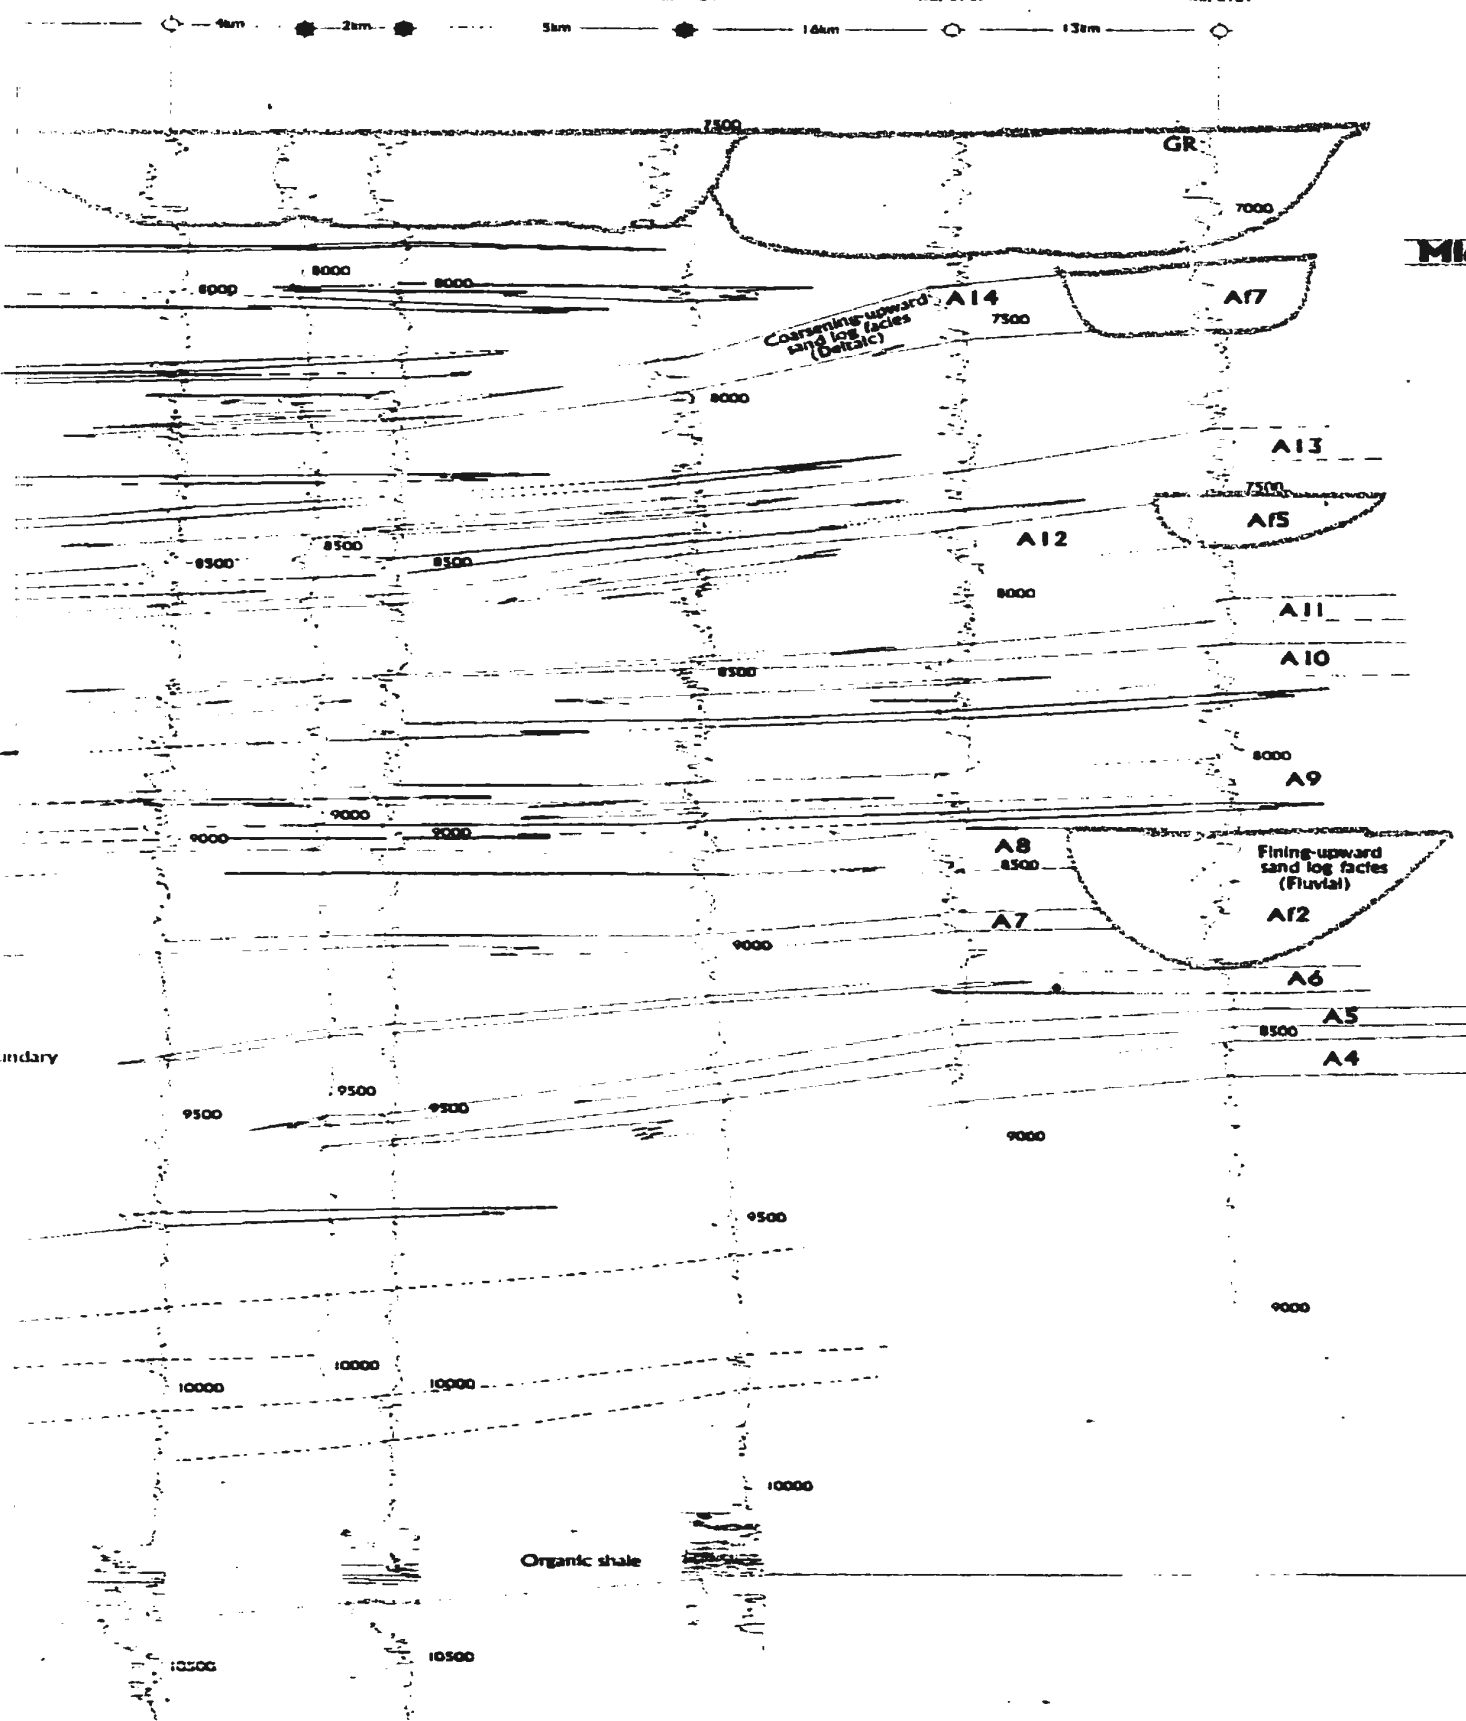 4km
2km
5km
16km
13km
7500
GR
7000
8000
8000
8000
A14
7500
Af7
Coarsening-upward
sand log facies
(Deltaic)
8000
A13
7500
Af5
A12
8500
8500
8500
8000
A11
A10
8500
8000
A9
9000
9000
9000
A8
8500
Fining-upward
sand log facies
(Fluvial)
Af2
A7
9000
A6
A5
8500
A4
undary
9500
9500
9500
9000
9500
9000
10000
10000
10000
10000
Organic shale
10500
10500